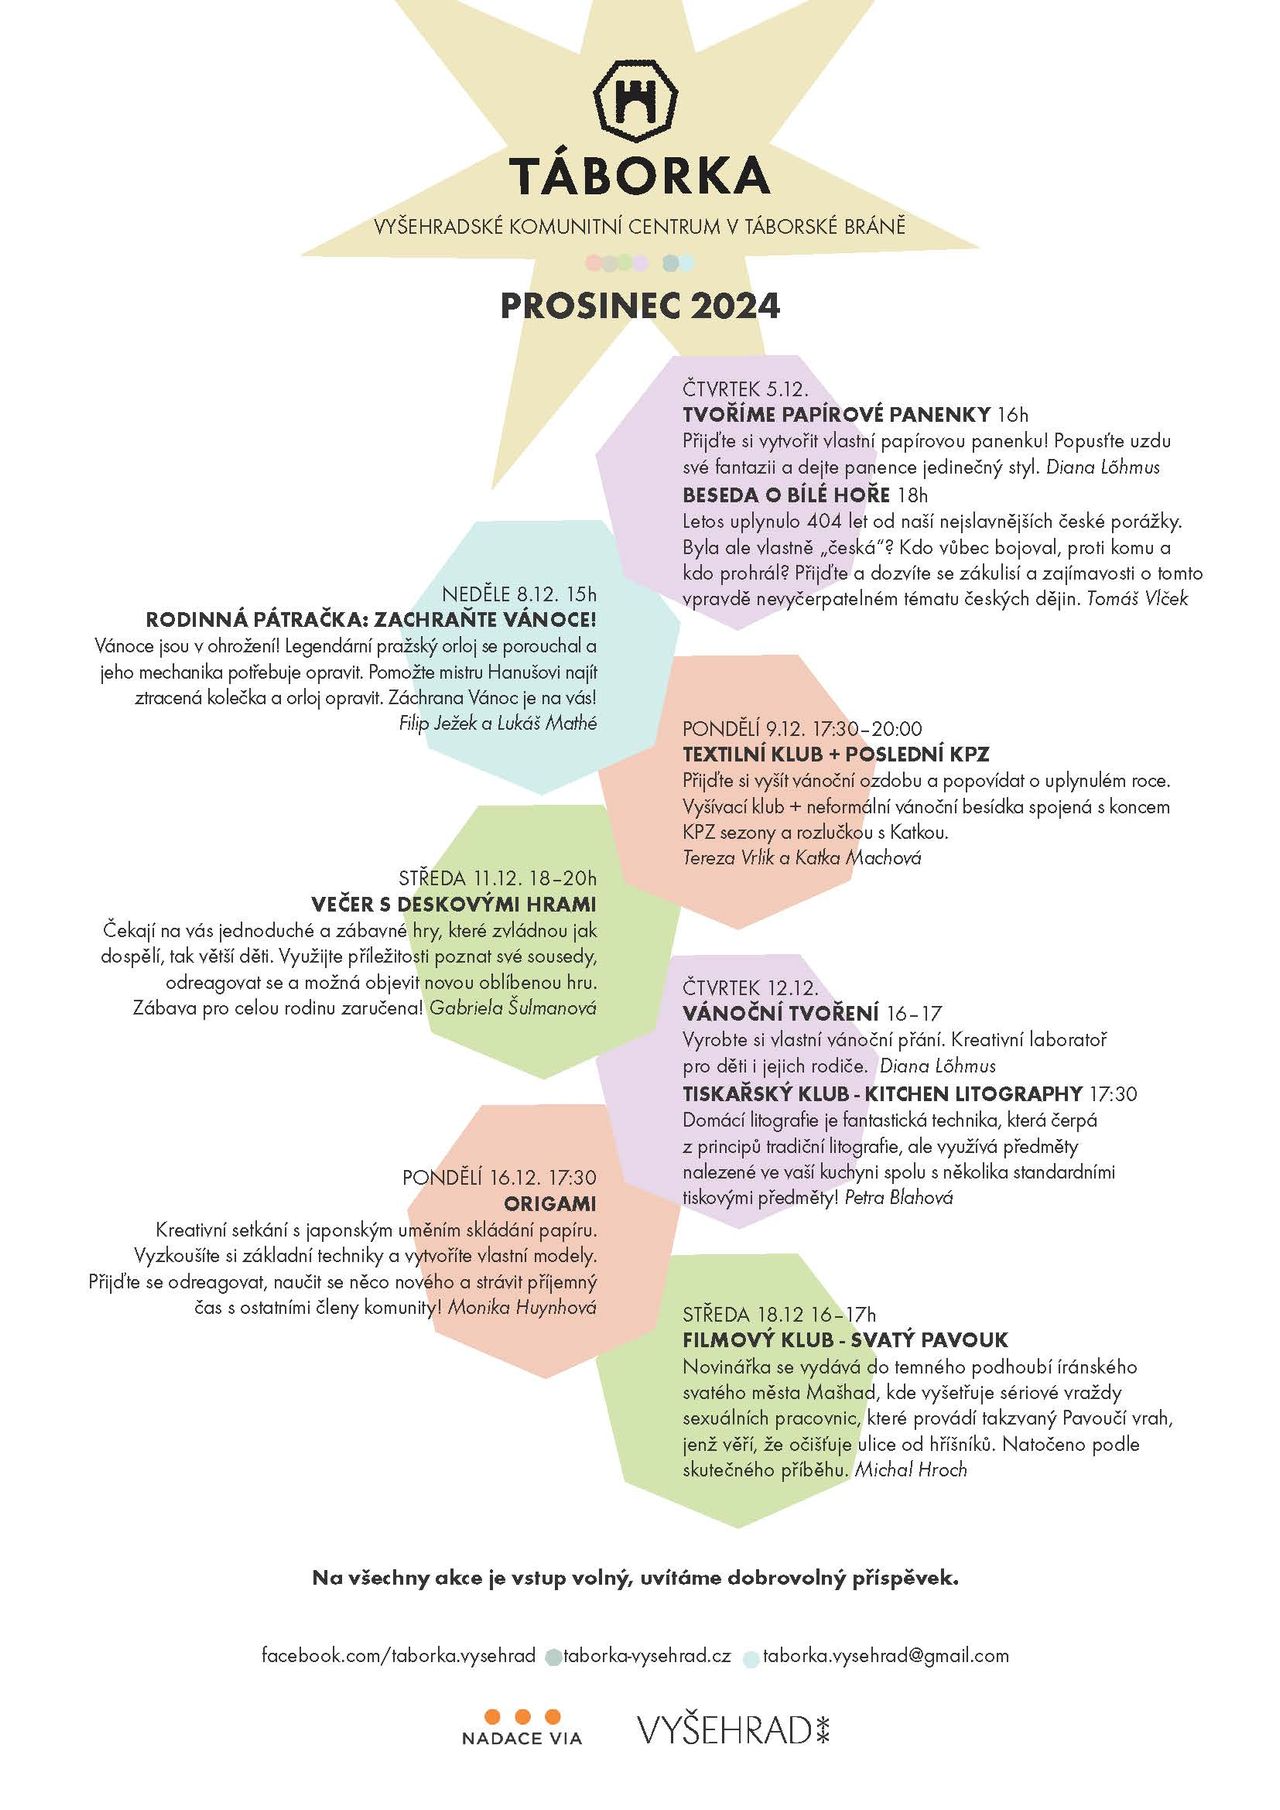 TÁBORKA
VYŠEHRADSKÉ KOMUNITNÍ CENTRUM V TÁBORSKÉ BRÁNĚ
PROSINEC 2024
ČTVRTEK 5.12.
TVOŘÍME PAPÍROVÉ PANENKY 16h
Přijďte si vytvořit vlastní papírovou panenku! Popusťte uzdu
své fantazii a dejte panence jedinečný styl. Diana Lõhmus
BESEDA O BÍLÉ HOŘE 18h
Letos uplynulo 404 let od naší nejslavnějších české porážky.
Byla ale vlastně „česká“? Kdo vůbec bojoval, proti komu a
kdo prohrál? Přijďte a dozvíte se zákulisí a zajímavosti o tomto
vpravdě nevyčerpatelném tématu českých dějin. Tomáš Vlček
NEDĚLE 8.12. 15h
RODINNÁ PÁTRAČKA: ZACHRAŇTE VÁNOCE!
Vánoce jsou v ohrožení! Legendární pražský orloj se porouchal a
jeho mechanika potřebuje opravit. Pomožte mistru Hanušovi najít
ztracená kolečka a orloj opravit. Záchrana Vánoc je na vás!
Filip Ježek a Lukáš Mathé
PONDĚLÍ 9.12. 17:30–20:00
TEXTILNÍ KLUB + POSLEDNÍ KPZ
Přijďte si vyšít vánoční ozdobu a popovídat o uplynulém roce.
Vyšívací klub + neformální vánoční besídka spojená s koncem
KPZ sezony a rozlučkou s Katkou.
Tereza Vrlik a Katka Machová
STŘEDA 11.12. 18–20h
VEČER S DESKOVÝMI HRAMI
Čekají na vás jednoduché a zábavné hry, které zvládnou jak
dospělí, tak větší děti. Využijte příležitosti poznat své sousedy,
odreagovat se a možná objevit novou oblíbenou hru.
Zábava pro celou rodinu zaručena! Gabriela Šulmanová
ČTVRTEK 12.12.
VÁNOČNÍ TVOŘENÍ 16–17
Vyrobte si vlastní vánoční přání. Kreativní laboratoř
pro děti i jejich rodiče. Diana Lõhmus
TISKAŘSKÝ KLUB - KITCHEN LITOGRAPHY 17:30
Domácí litografie je fantastická technika, která čerpá
z principů tradiční litografie, ale využívá předměty
nalezené ve vaší kuchyni spolu s několika standardními
tiskovými předměty! Petra Blahová
PONDĚLÍ 16.12. 17:30
ORIGAMI
Kreativní setkání s japonským uměním skládání papíru.
Vyzkoušíte si základní techniky a vytvoříte vlastní modely.
Přijďte se odreagovat, naučit se něco nového a strávit příjemný
čas s ostatními členy komunity! Monika Huynhová
STŘEDA 18.12 16–17h
FILMOVÝ KLUB - SVATÝ PAVOUK
Novinářka se vydává do temného podhoubí íránského
svatého města Mašhad, kde vyšetřuje sériové vraždy
sexuálních pracovnic, které provádí takzvaný Pavoučí vrah,
jenž věří, že očišťuje ulice od hříšníků. Natočeno podle
skutečného příběhu. Michal Hroch
Na všechny akce je vstup volný, uvítáme dobrovolný příspěvek.
facebook.com/taborka.vysehrad taborka-vysehrad.cz taborka.vysehrad@gmail.com
NADACE VIA VYŠEHRAD